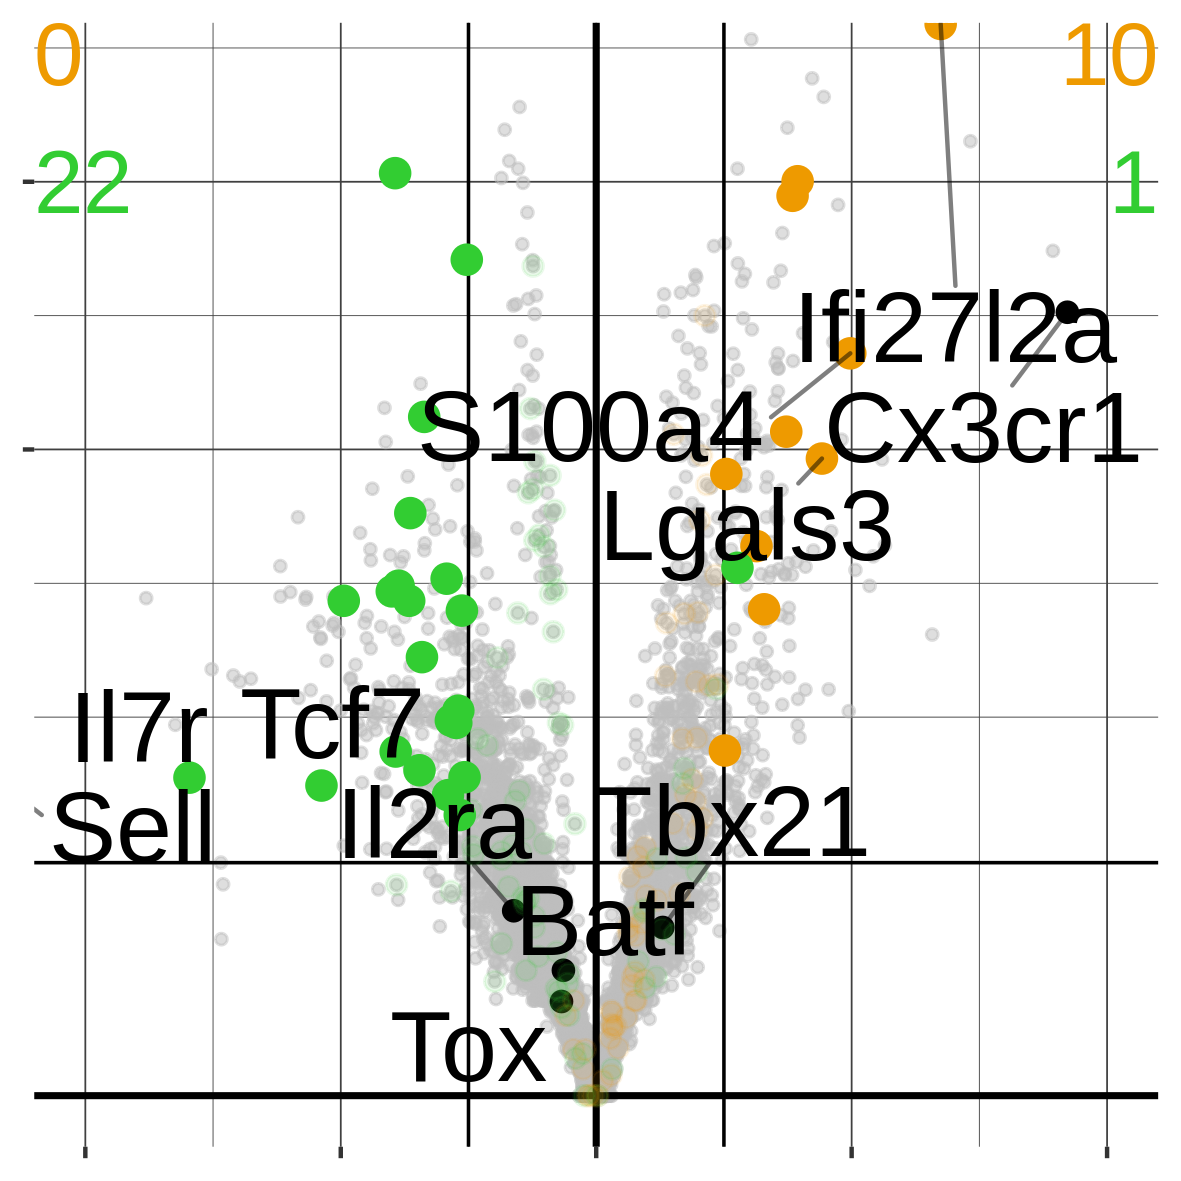 0 10
22 1
Ifi27l2a
S100a4 Cx3cr1
Lgals3
Il7r Tcf7
Sell Il2ra Tbx21
Batf
Tox